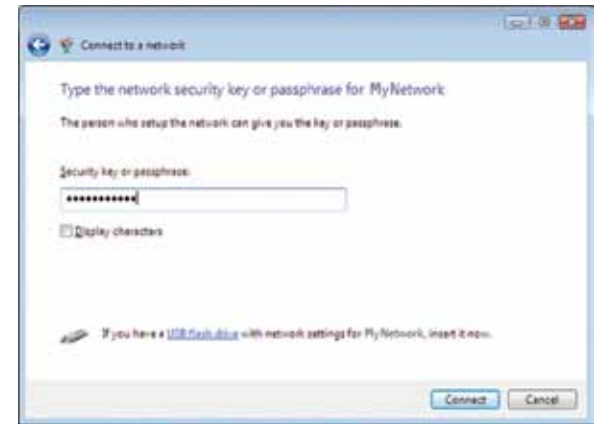 Connect to a network
Type the network security key or passphrase for MyNetwork
The person who setup the network can give you the key or passphrase.
Security key or passphrase:
•••••••••••
Display characters
If you have a USB flash drive with network settings for MyNetwork, insert it now.
Connect Cancel